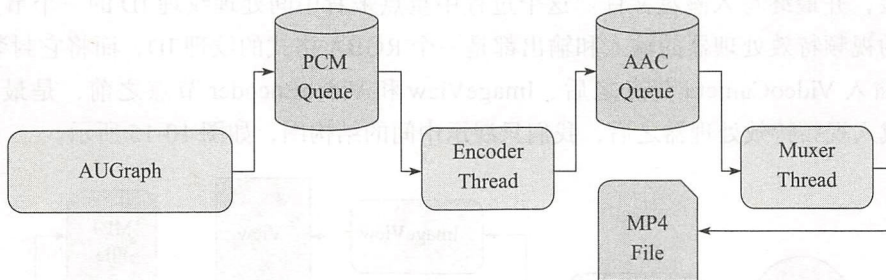 PCM
Queue
AAC
Queue
AUGraph
Encoder
Thread
Muxer
Thread
MP4
File